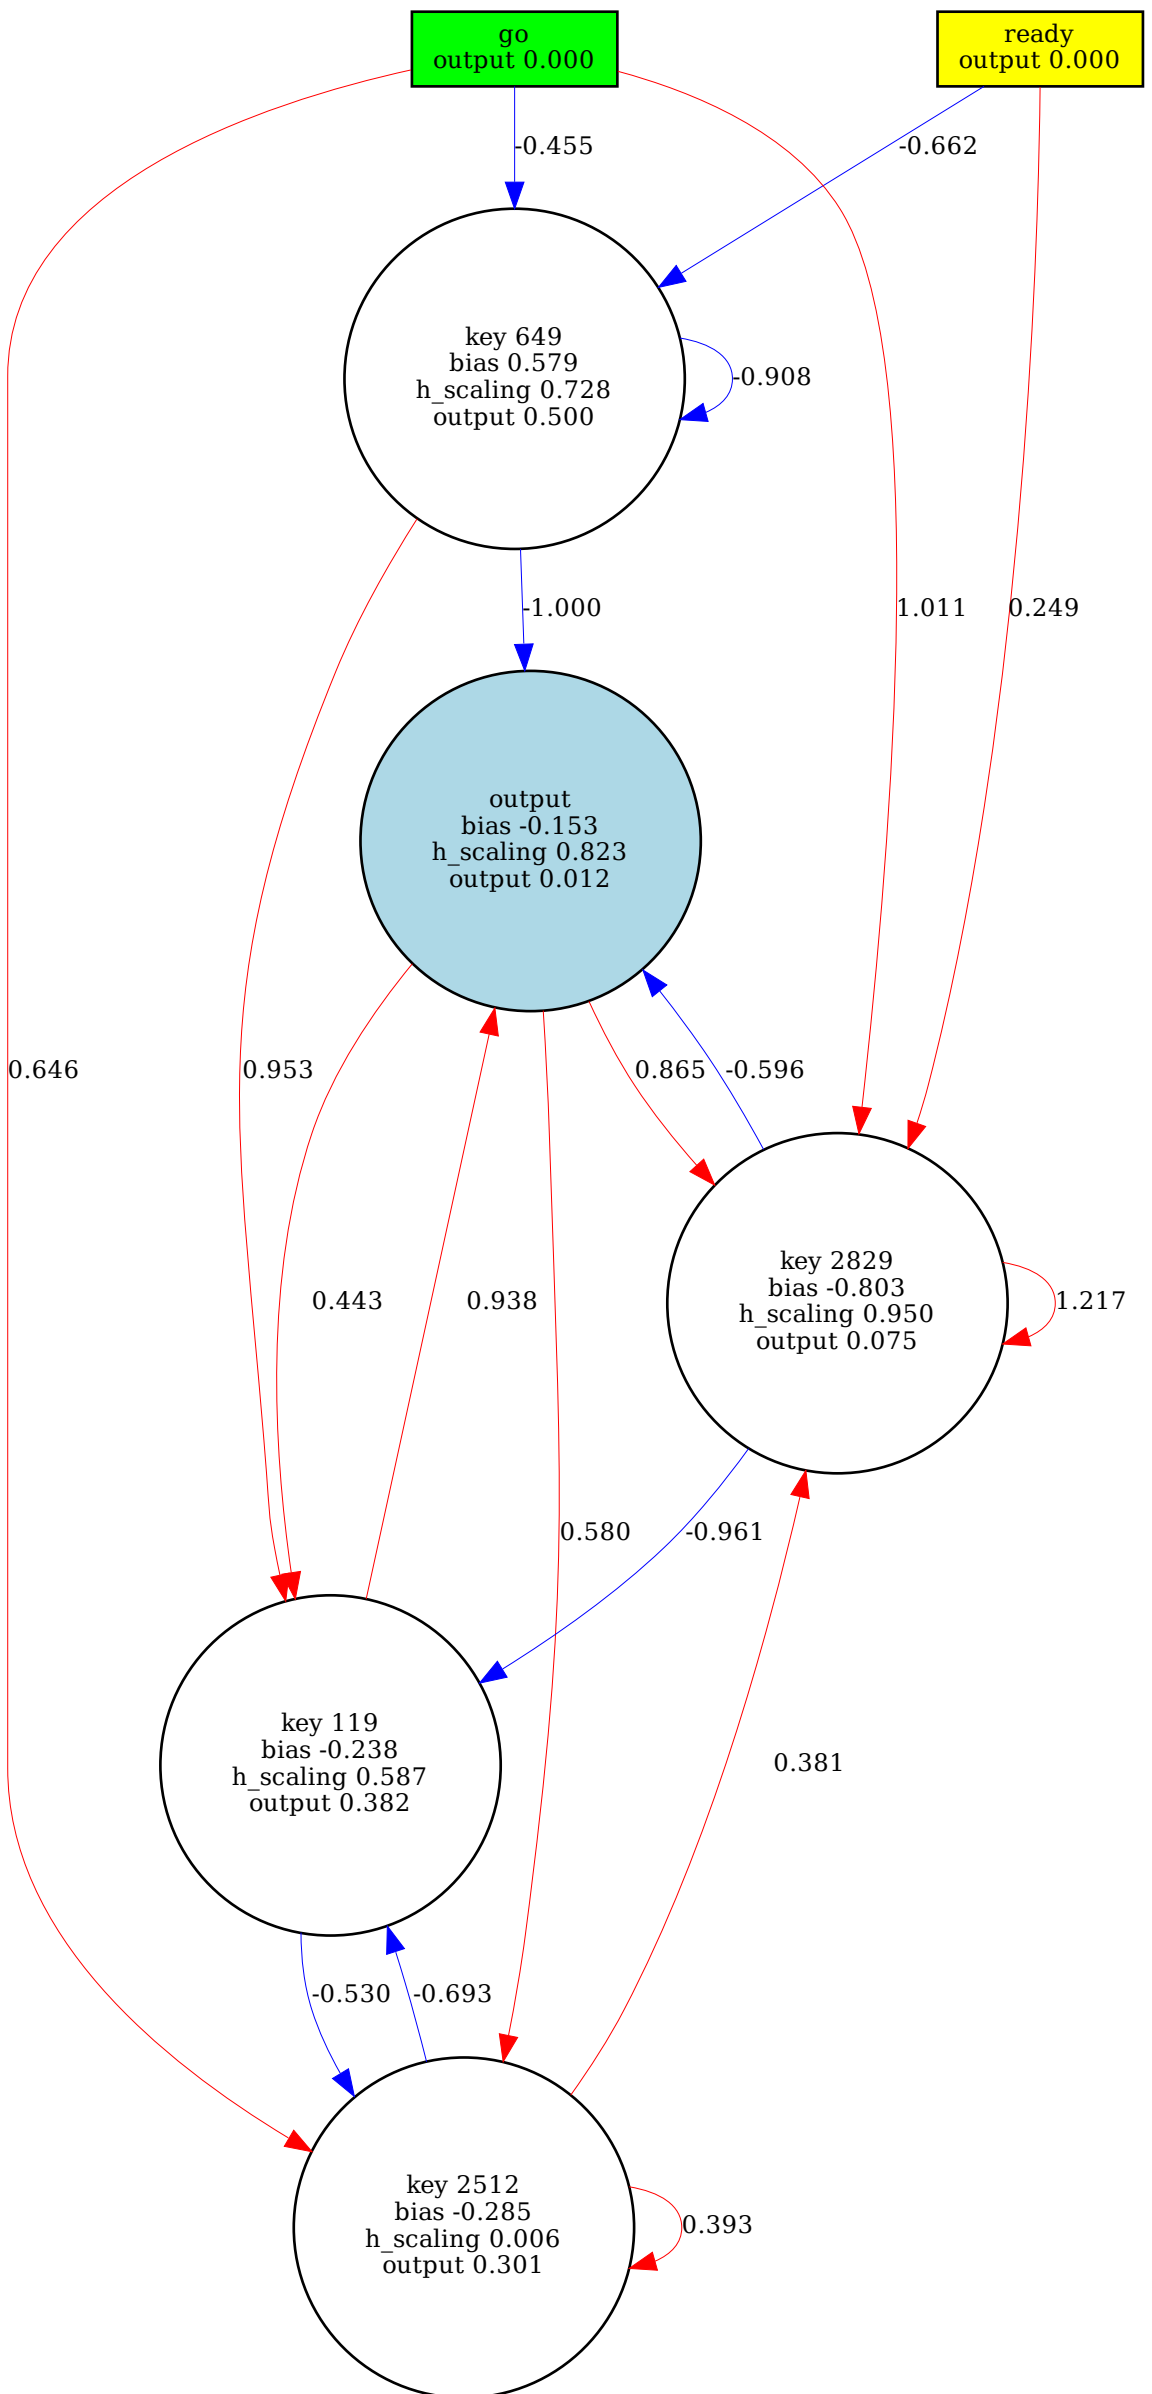 go
output 0.000
ready
output 0.000
-0.455
-0.662
key 649
bias 0.579
h_scaling 0.728
output 0.500
-0.908
-1.000
1.011
0.249
output
bias -0.153
h_scaling 0.823
output 0.012
0.646
0.953
0.865
-0.596
key 2829
bias -0.803
h_scaling 0.950
output 0.075
0.443
0.938
1.217
0.580
-0.961
key 119
bias -0.238
h_scaling 0.587
output 0.382
0.381
-0.530
-0.693
key 2512
bias -0.285
h_scaling 0.006
output 0.301
0.393